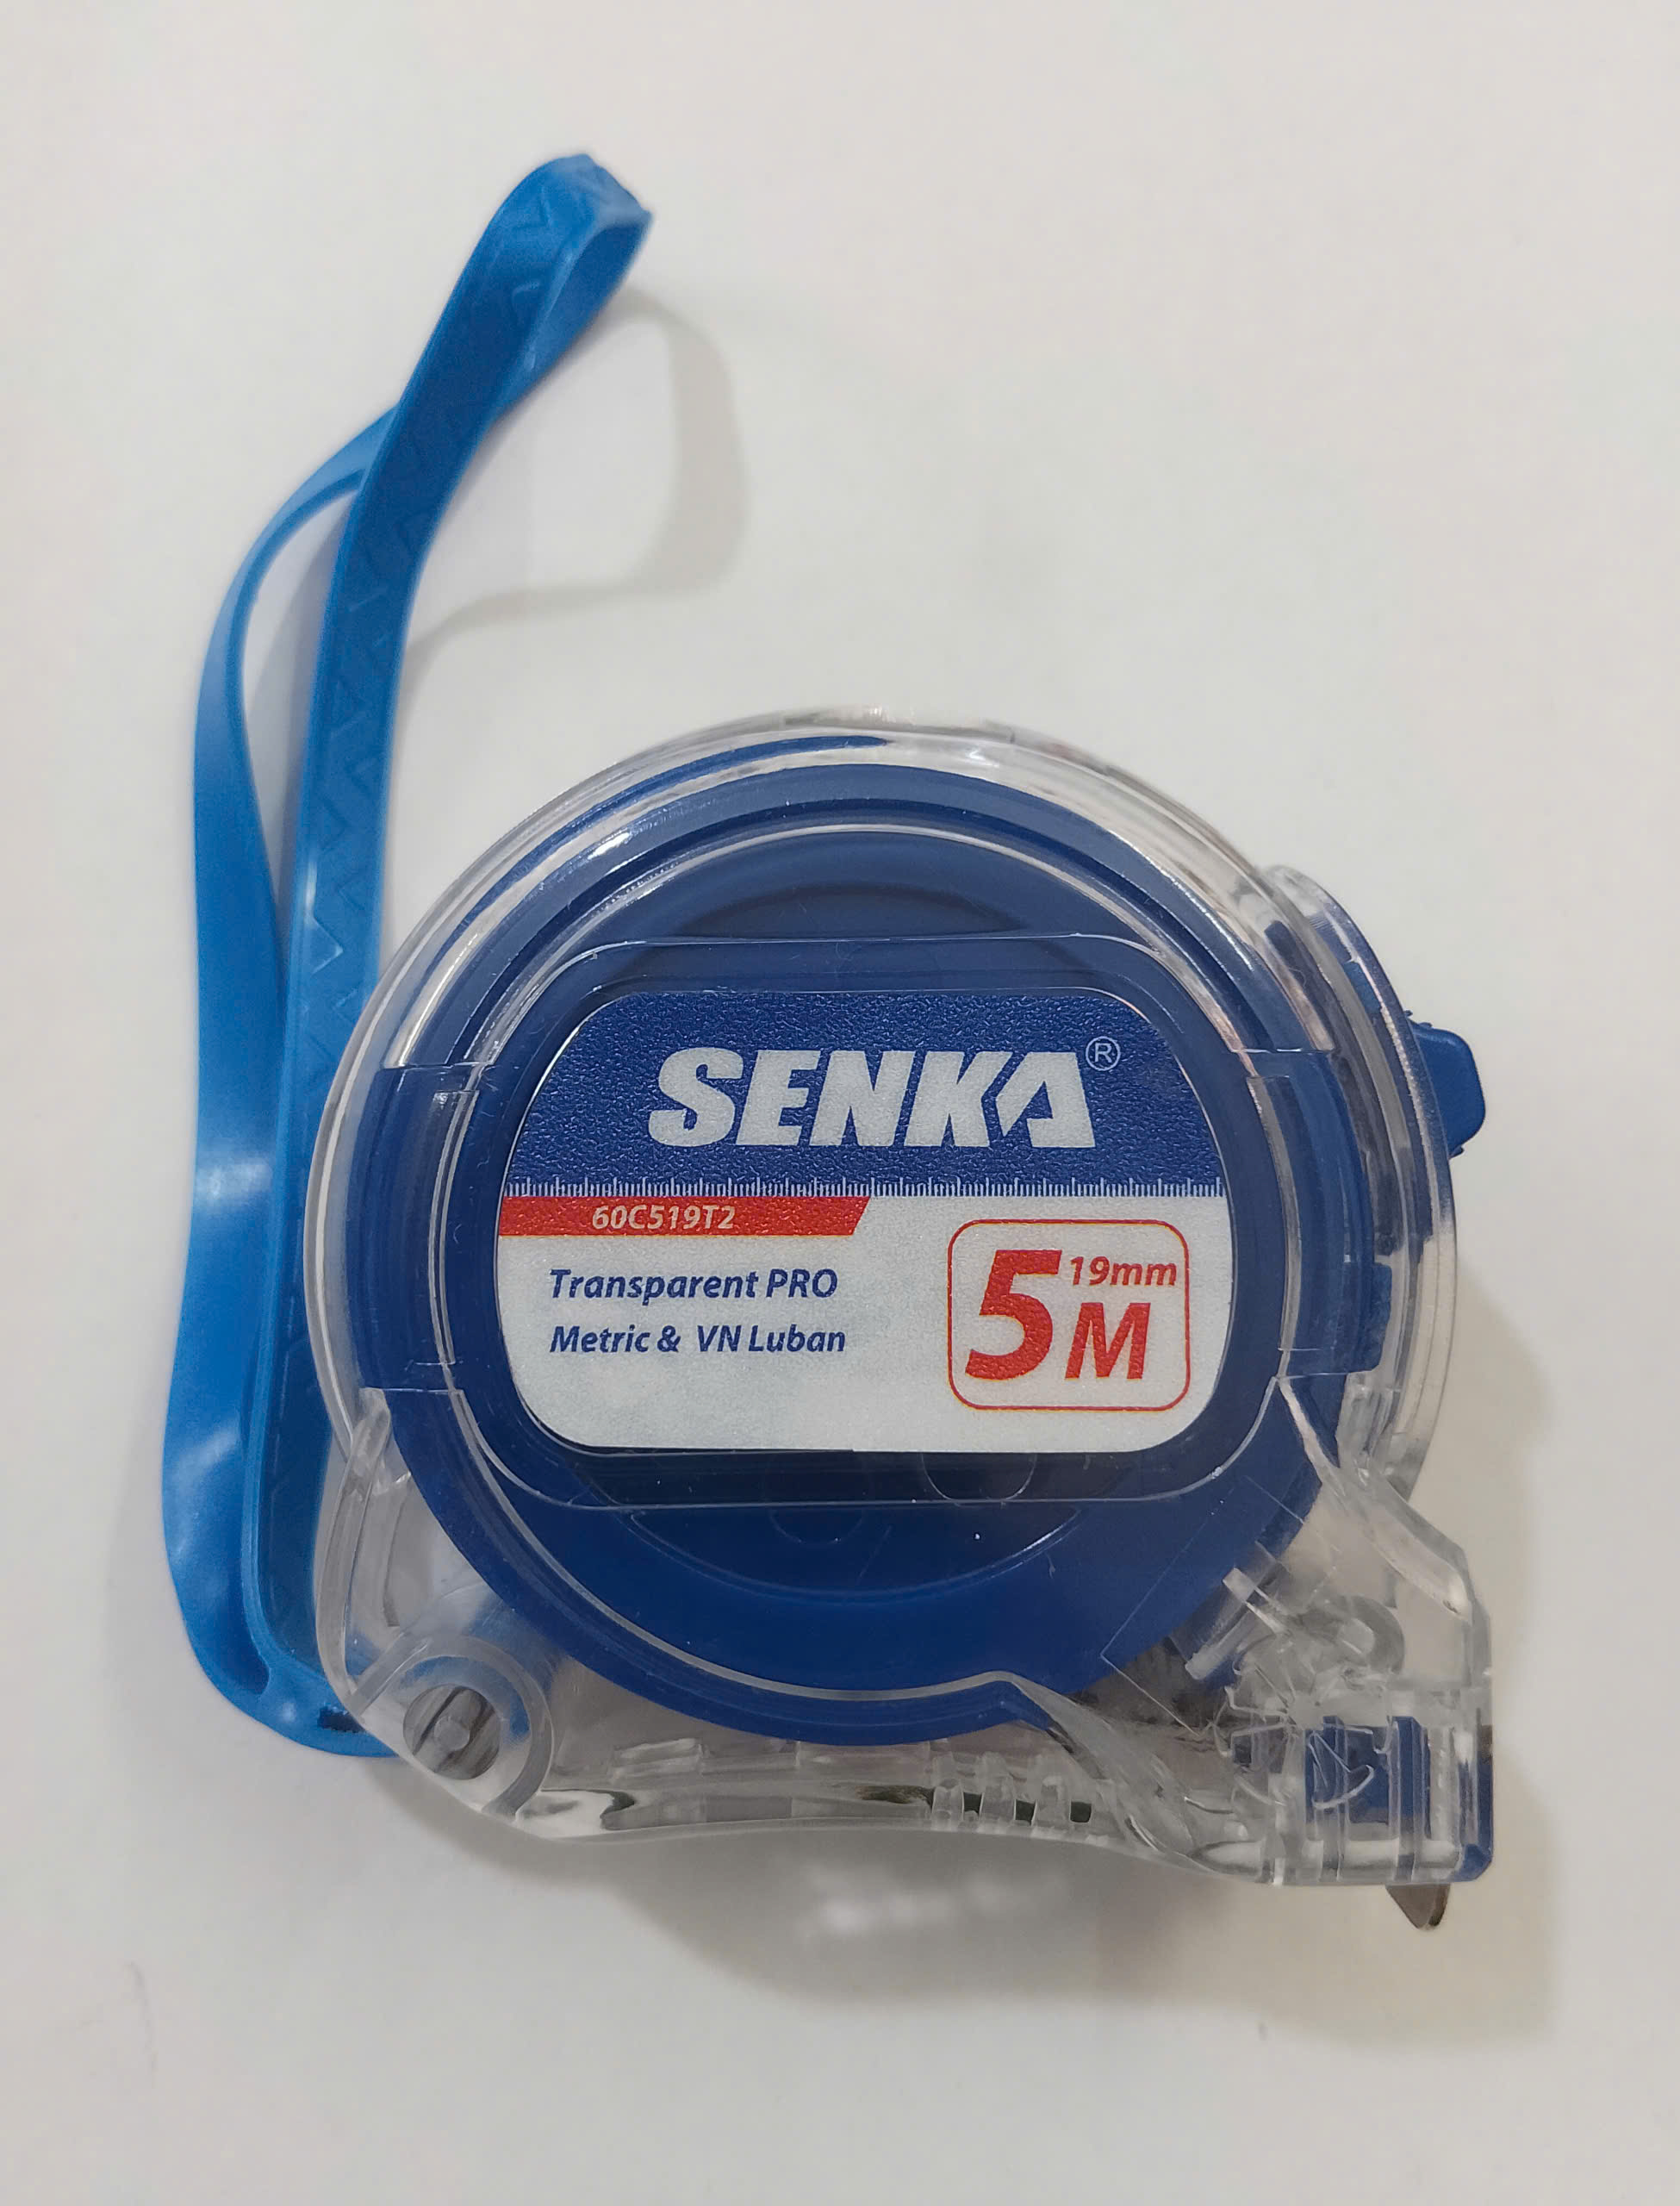 SENKA®
60C519T2
Transparent PRO
Metric & VN Luban
5M 19mm